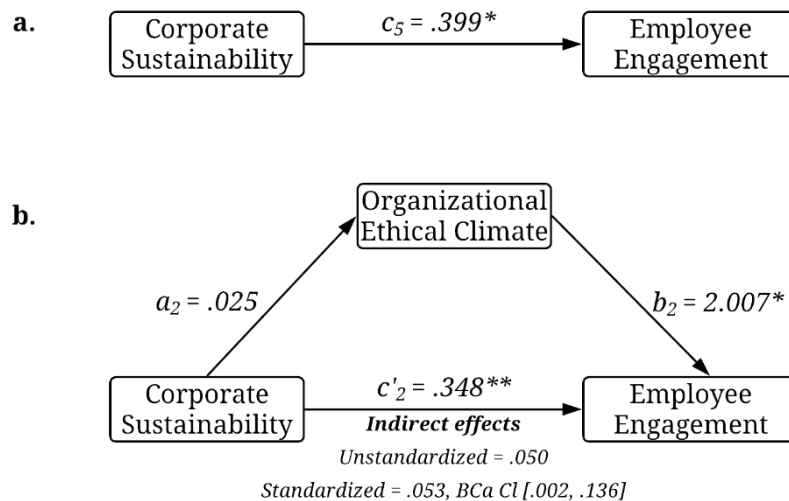 a.
Corporate
Sustainability
c5 = .399*
Employee
Engagement
b.
Organizational
Ethical Climate
a2 = .025
b2 = 2.007*
Corporate
Sustainability
c'2 = .348**
Employee
Engagement
Indirect effects
Unstandardized = .050
Standardized = .053, BCa Cl [.002, .136]